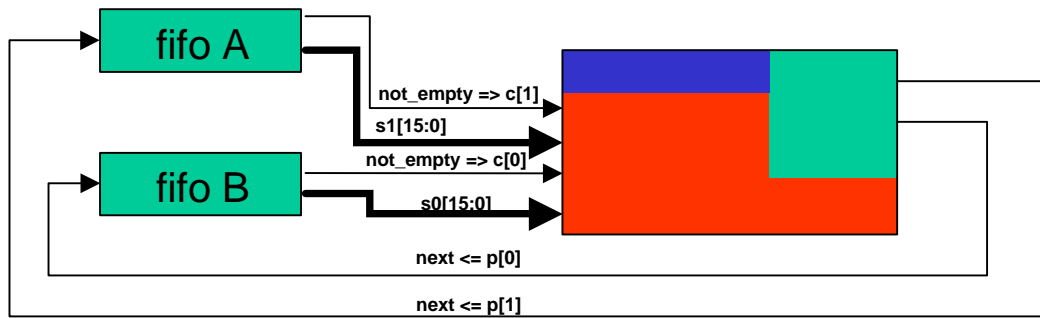 fifo A
not_empty => c[1]
s1[15:0]
not_empty => c[0]
fifo B
s0[15:0]
next <= p[0]
next <= p[1]